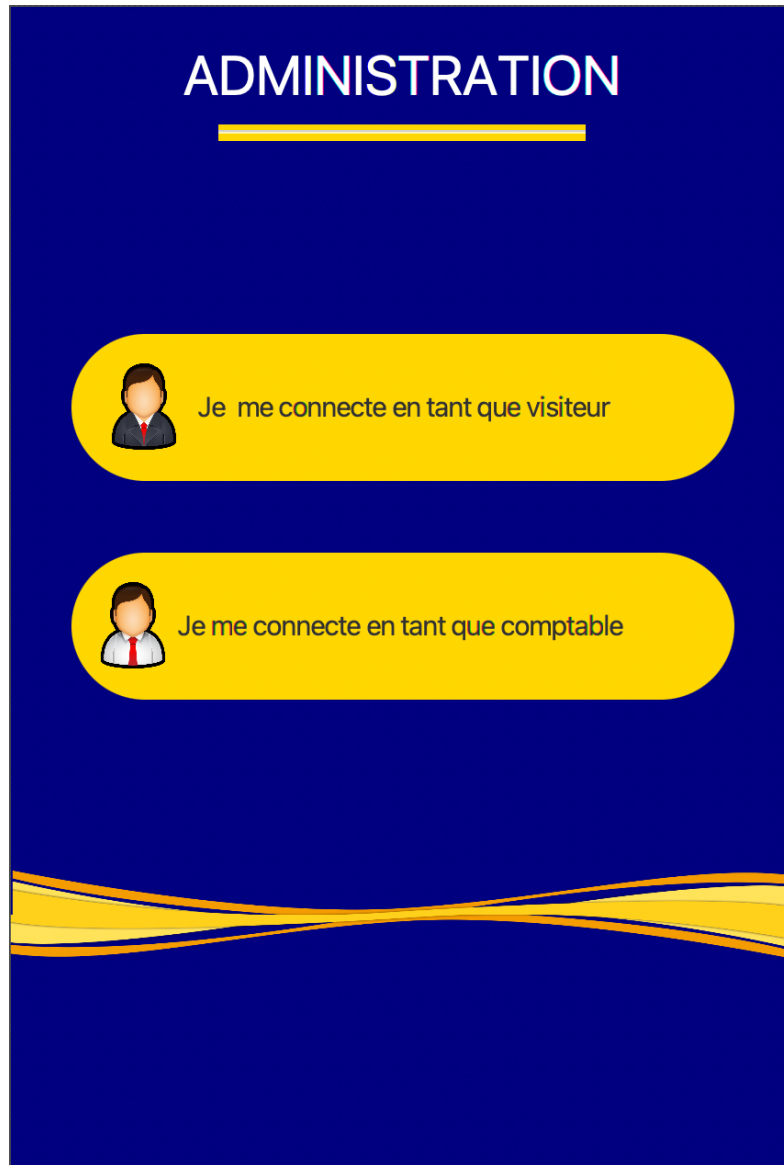 ADMINISTRATION
Je  me connecte en tant que visiteur
Je me connecte en tant que comptable